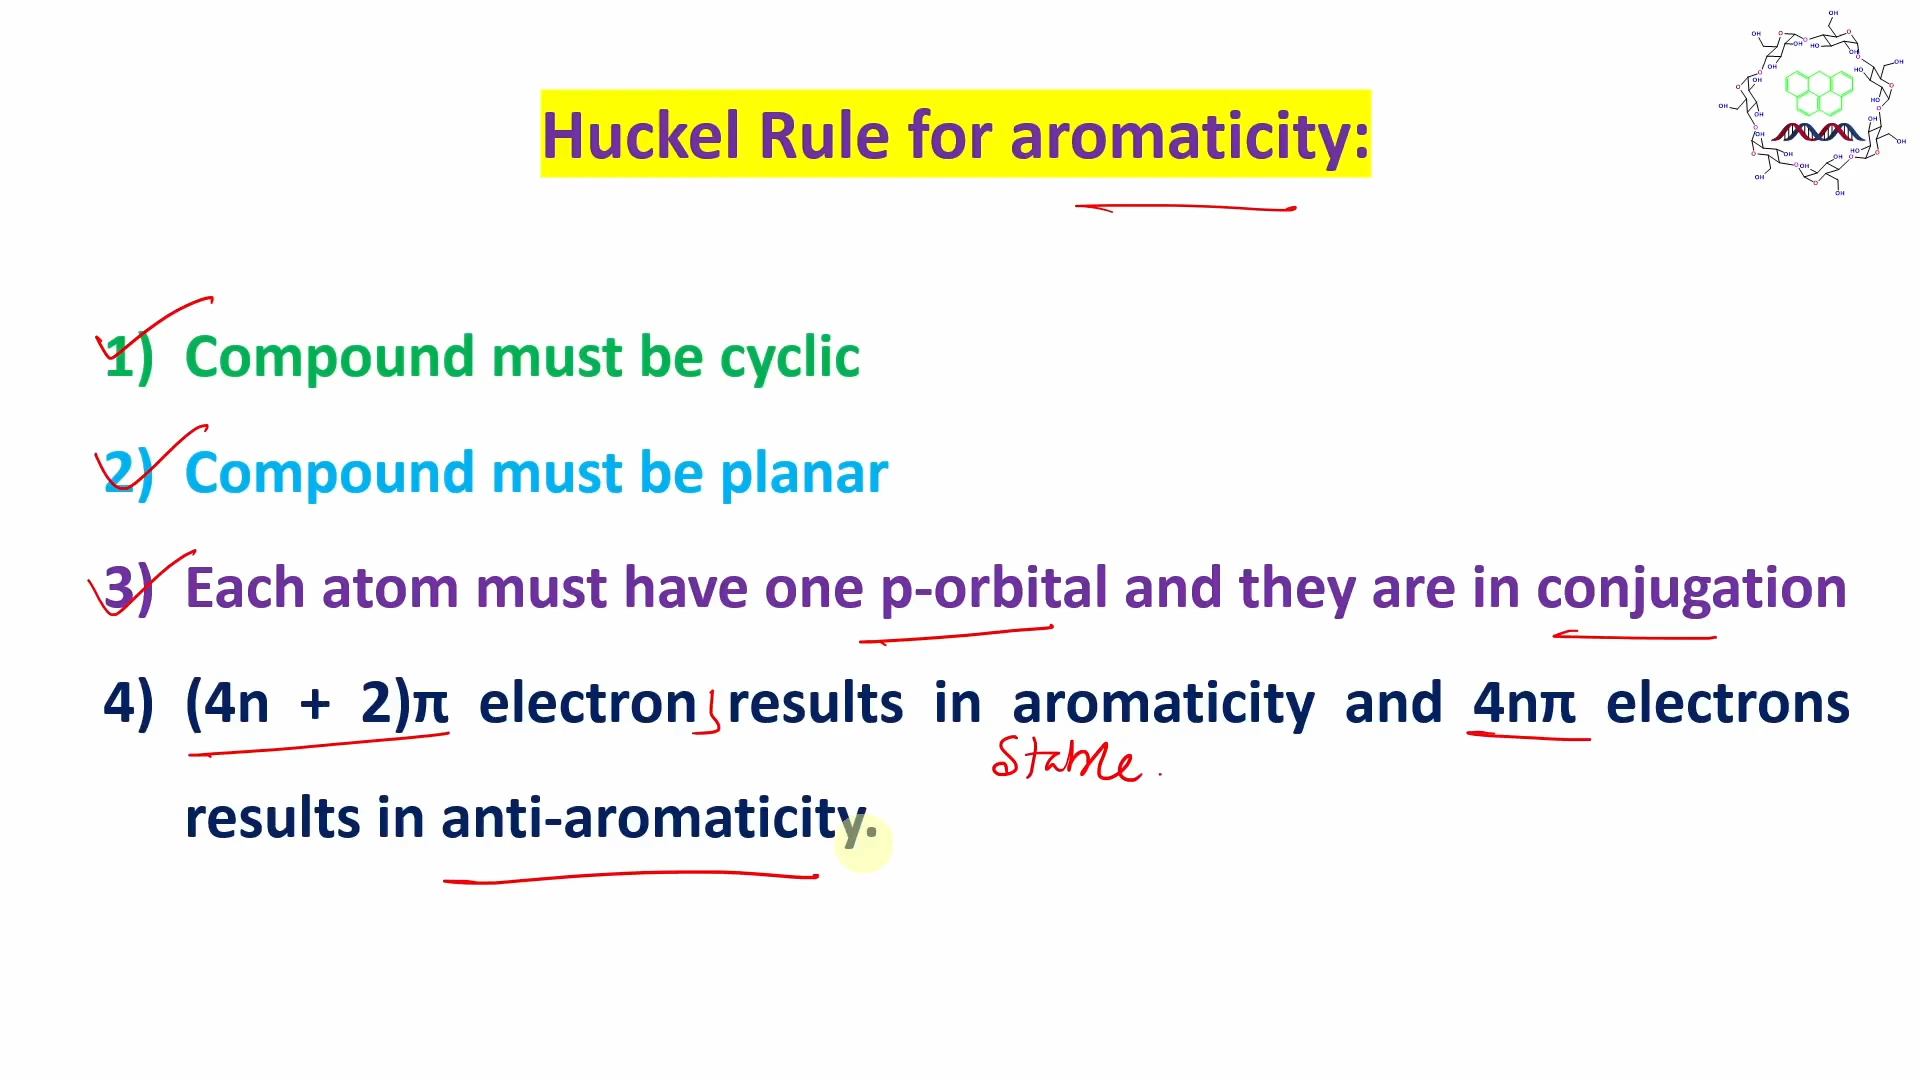 Huckel Rule for aromaticity:
1) Compound must be cyclic
2) Compound must be planar
3) Each atom must have one p-orbital and they are in conjugation
4) (4n + 2)π electron results in aromaticity and 4nπ electrons
Stable.
results in anti-aromaticity.